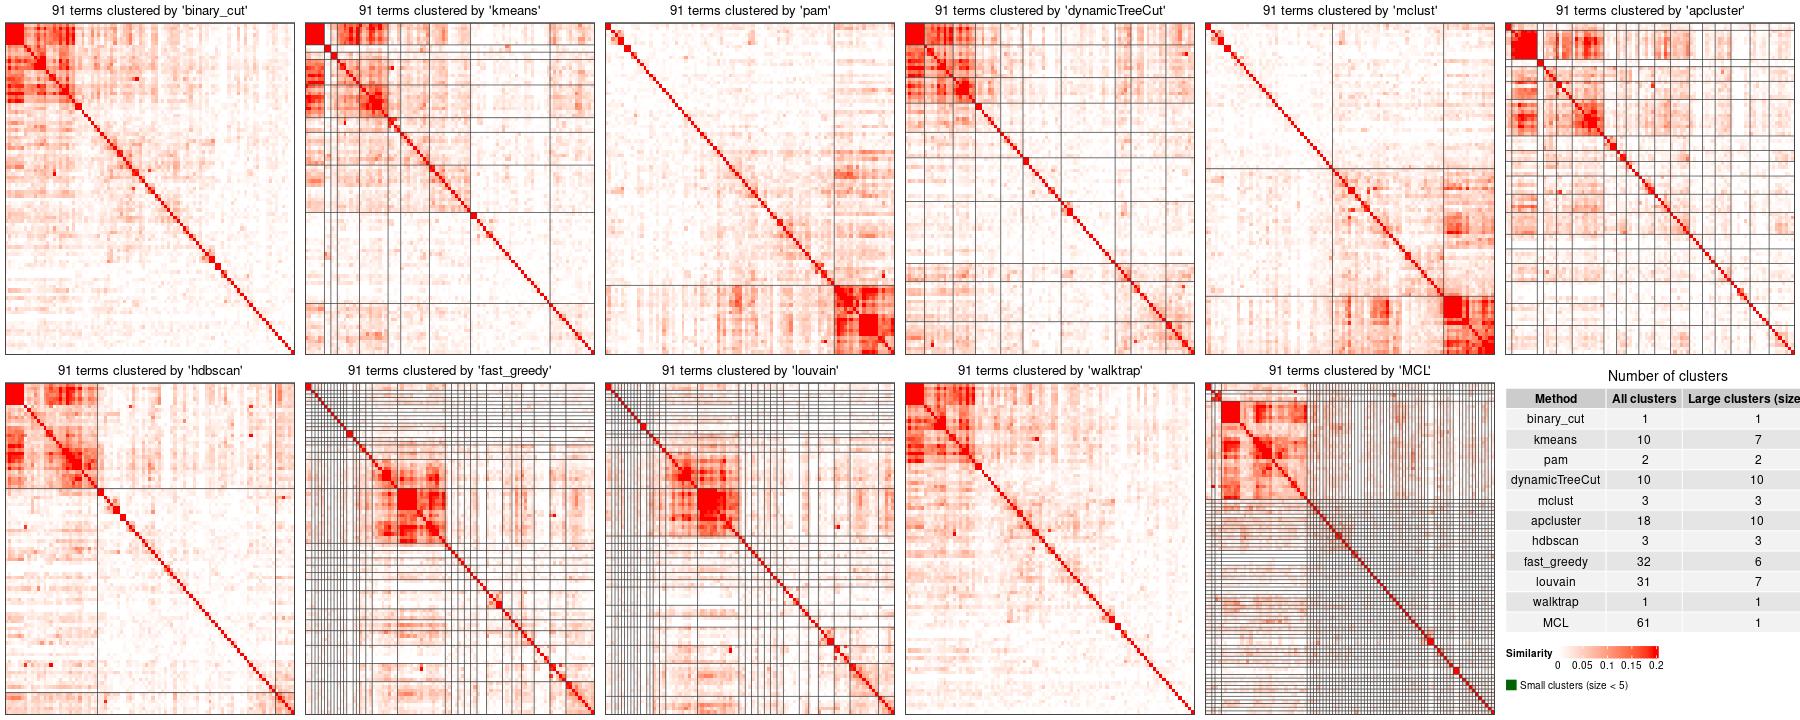 91 terms clustered by 'binary_cut'
91 terms clustered by 'kmeans'
91 terms clustered by 'pam'
91 terms clustered by 'dynamicTreeCut'
91 terms clustered by 'mclust'
91 terms clustered by 'apcluster'
91 terms clustered by 'hdbscan'
91 terms clustered by 'fast_greedy'
91 terms clustered by 'louvain'
91 terms clustered by 'walktrap'
91 terms clustered by 'MCL'
Number of clusters
Method All clusters Large clusters (size
binary_cut 1 1
kmeans 10 7
pam 2 2
dynamicTreeCut 10 10
mclust 3 3
apcluster 18 10
hdbscan 3 3
fast_greedy 32 6
louvain 31 7
walktrap 1 1
MCL 61 1
Similarity
0 0.05 0.1 0.15 0.2
Small clusters (size < 5)